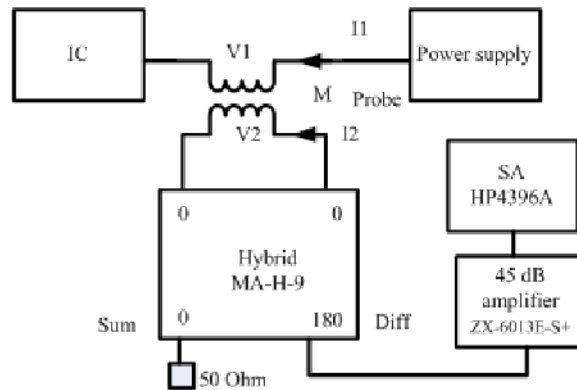 IC
V1
I1
Power supply
M
Probe
V2
I2
SA
HP4396A
0
0
Hybrid
MA-H-9
45 dB
amplifier
ZX-6013E-S+
Sum
0
180
Diff
50 Ohm